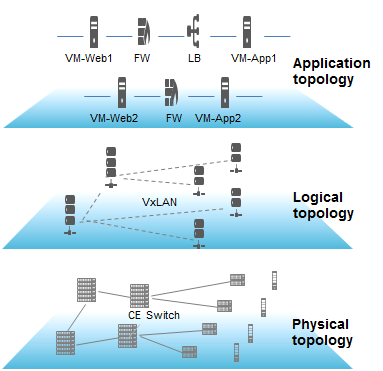 VM-Web1 FW LB VM-App1
Application
topology
VM-Web2 FW VM-App2
VxLAN
Logical
topology
CE Switch
Physical
topology